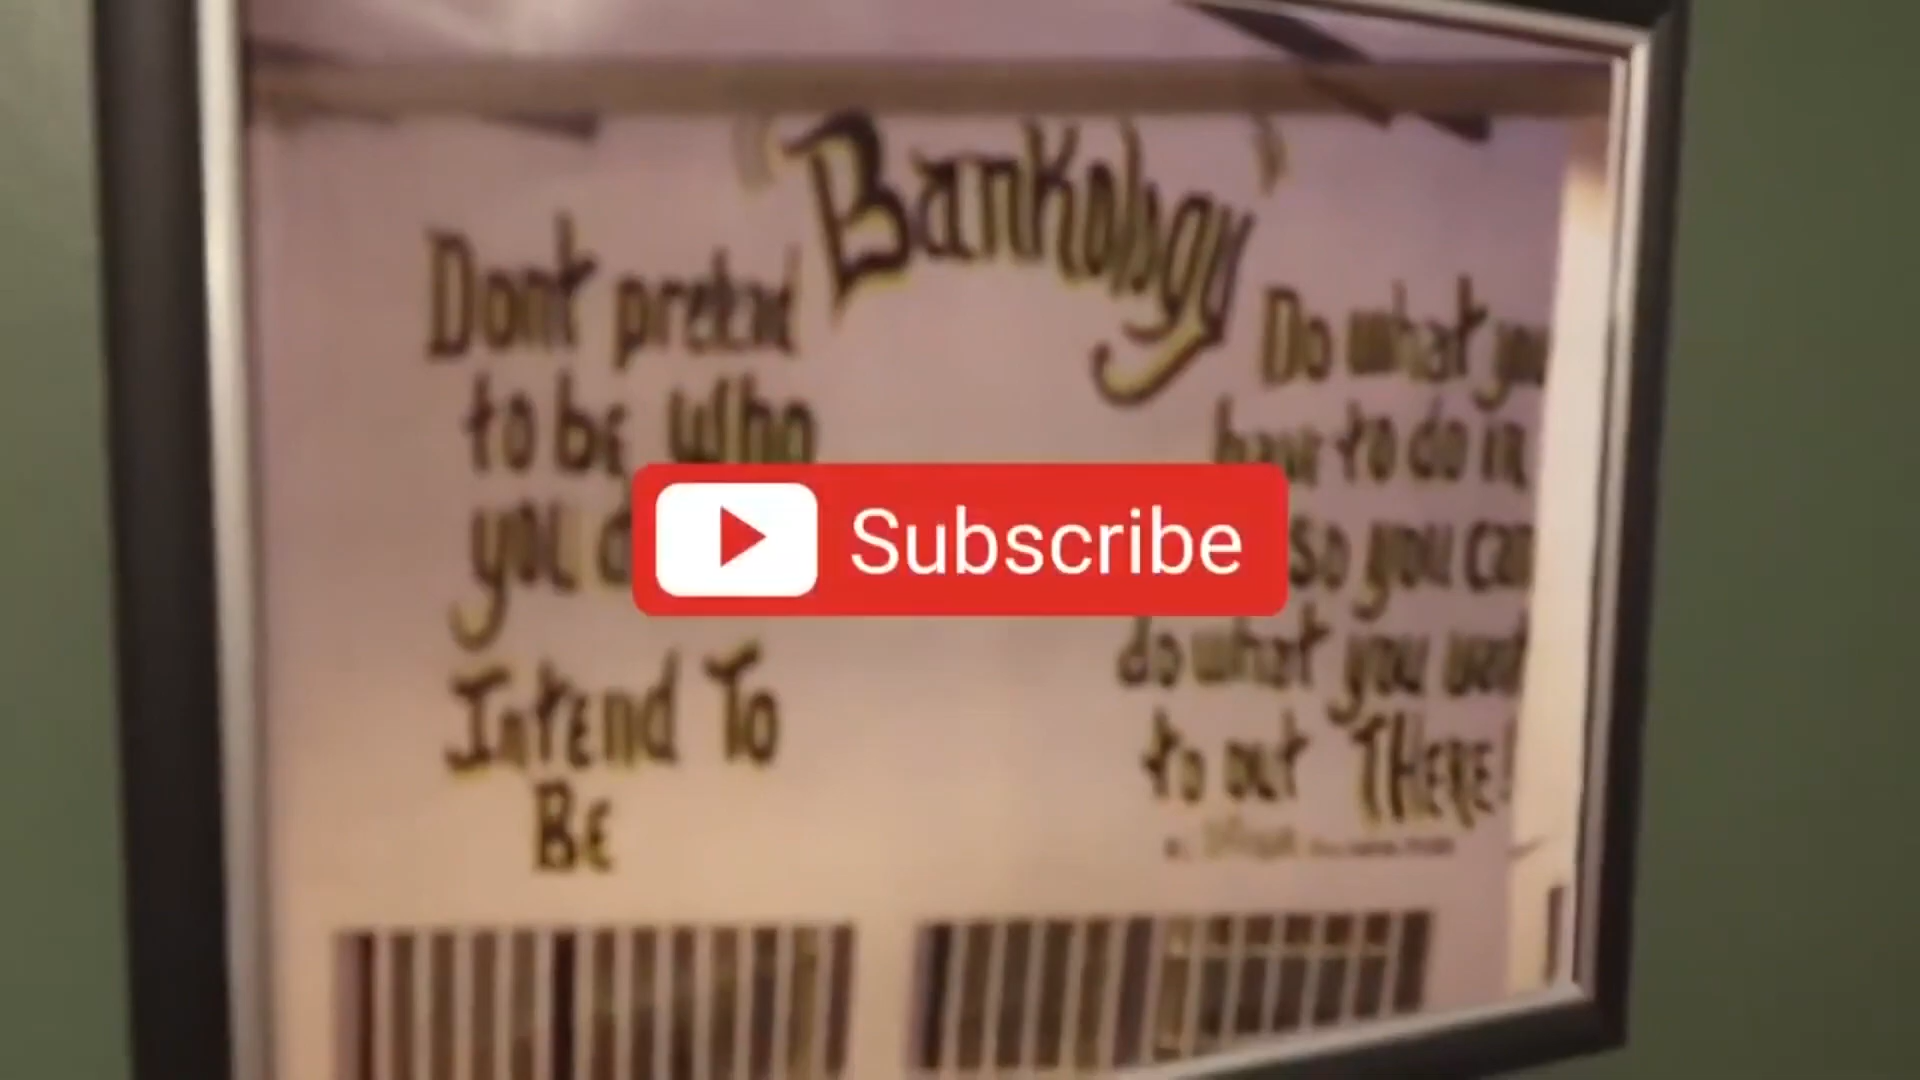 "Bankology"
Dont pretend
to be who
you
Intend To
BE
Do what you
have to do in
so you can
do what you want
to out THERE!
Subscribe